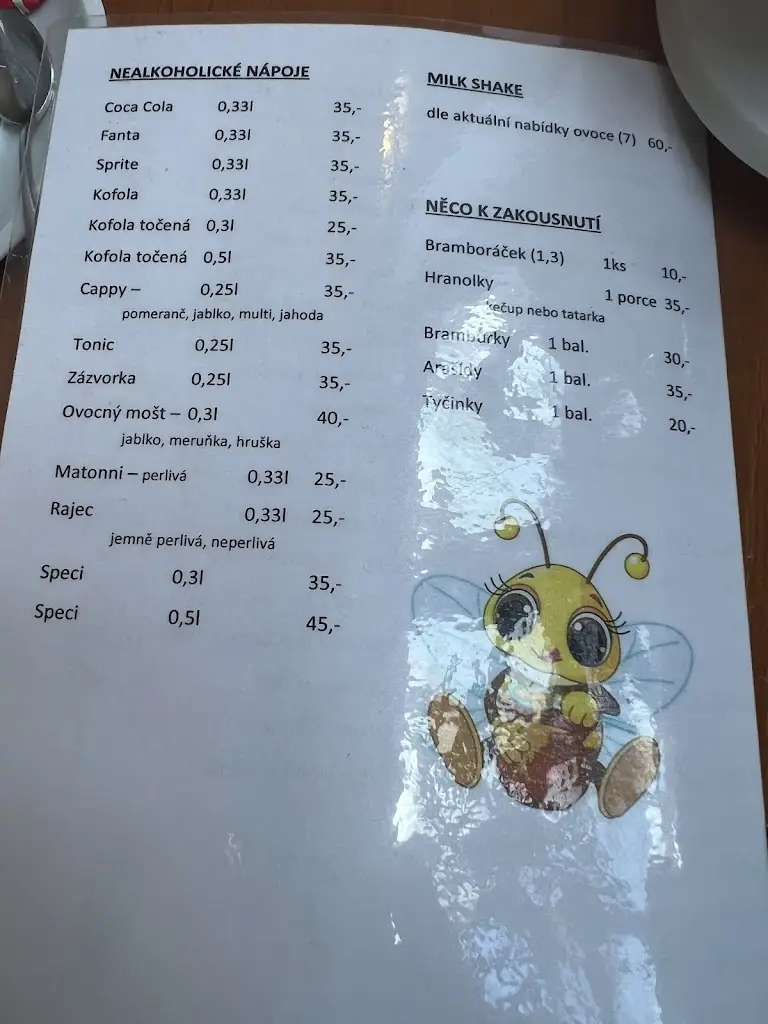 NEALKOHOLICKÉ NÁPOJE
Coca Cola 0,33l 35,-
Fanta 0,33l 35,-
Sprite 0,33l 35,-
Kofola 0,33l 35,-
Kofola točená 0,3l 25,-
Kofola točená 0,5l 35,-
Cappy – 0,25l 35,-
pomeranč, jablko, multi, jahoda
Tonic 0,25l 35,-
Zázvorka 0,25l 35,-
Ovocný mošt – 0,3l 40,-
jablko, meruňka, hruška
Matonni – perlivá 0,33l 25,-
Rajec 0,33l 25,-
jemně perlivá, neperlivá
Speci 0,3l 35,-
Speci 0,5l 45,-
MILK SHAKE
dle aktuální nabídky ovoce (7) 60,-
NĚCO K ZAKOUSNUTÍ
Bramboráček (1,3) 1ks 10,-
Hranolky 1 porce 35,-
kečup nebo tatarka
Brambůrky 1 bal. 30,-
Arašídy 1 bal. 35,-
Tyčinky 1 bal. 20,-